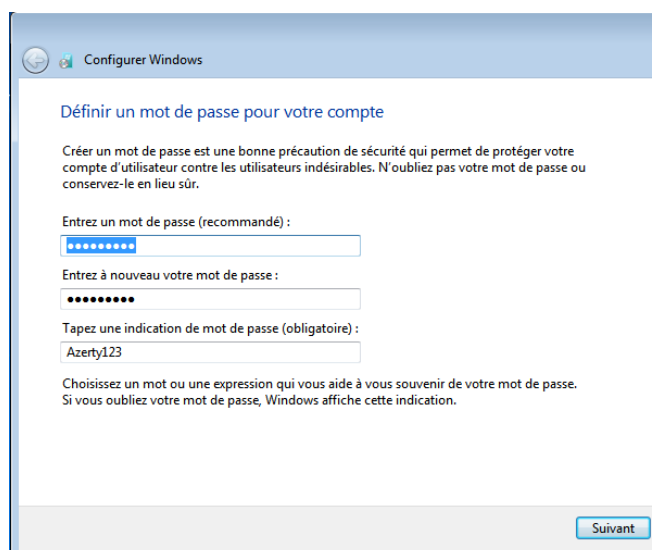 Configurer Windows
Définir un mot de passe pour votre compte
Créer un mot de passe est une bonne précaution de sécurité qui permet de protéger votre
compte d'utilisateur contre les utilisateurs indésirables. N'oubliez pas votre mot de passe ou
conservez-le en lieu sûr.
Entrez un mot de passe (recommandé) :
●●●●●●●●●
Entrez à nouveau votre mot de passe :
●●●●●●●●●
Tapez une indication de mot de passe (obligatoire) :
Azerty123
Choisissez un mot ou une expression qui vous aide à vous souvenir de votre mot de passe.
Si vous oubliez votre mot de passe, Windows affiche cette indication.
Suivant